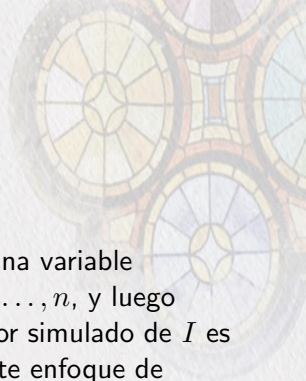 na variable
. . . , n, y luego
or simulado de I es
te enfoque de